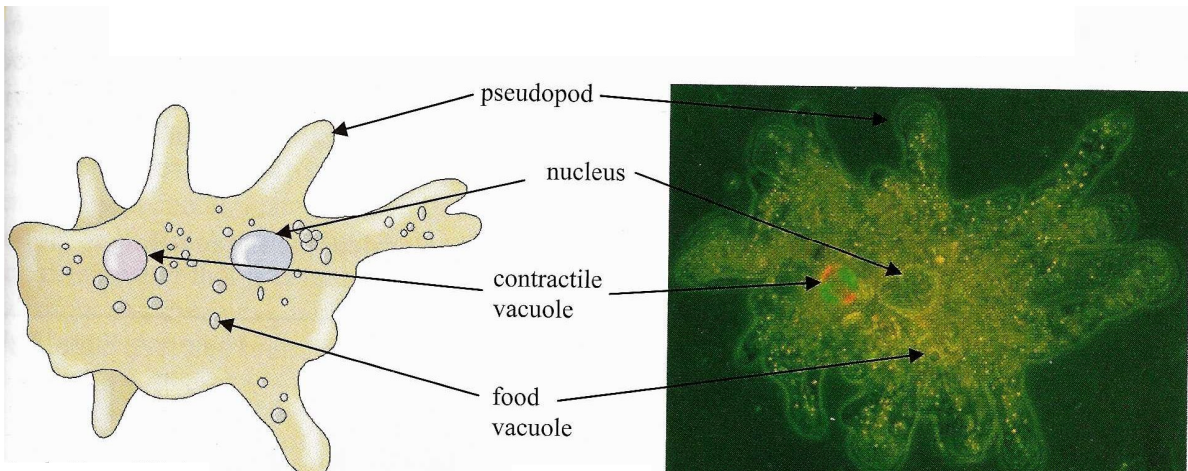 pseudopod
nucleus
contractile
vacuole
food
vacuole